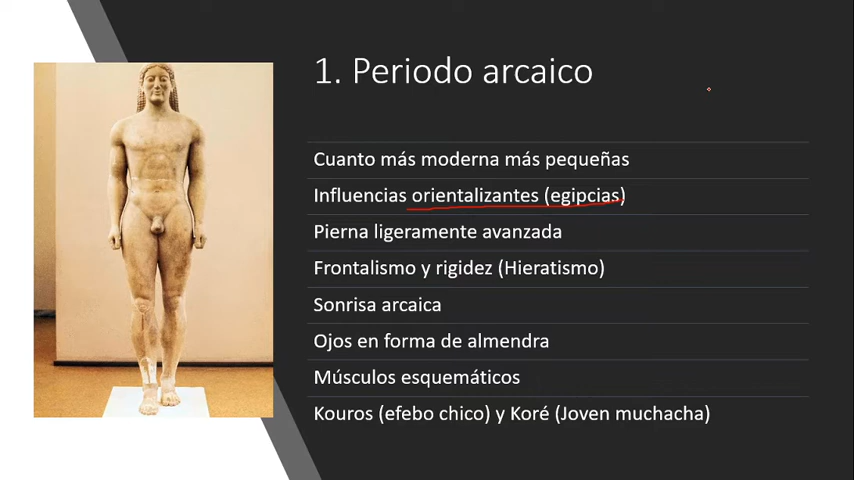 1. Periodo arcaico
Cuanto más moderna más pequeñas
Influencias orientalizantes (egipcias)
Pierna ligeramente avanzada
Frontalismo y rigidez (Hieratismo)
Sonrisa arcaica
Ojos en forma de almendra
Músculos esquemáticos
Kouros (efebo chico) y Koré (Joven muchacha)